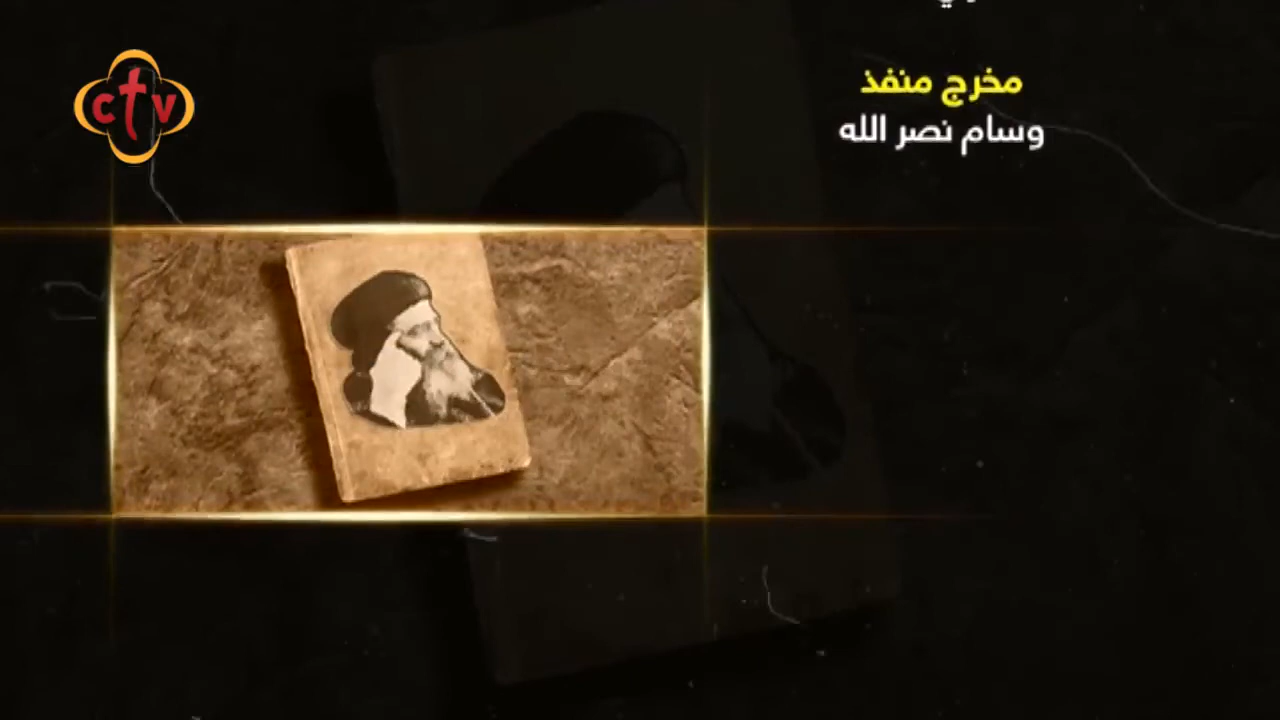 ctv
مخرج منفذ
وسام نصر الله